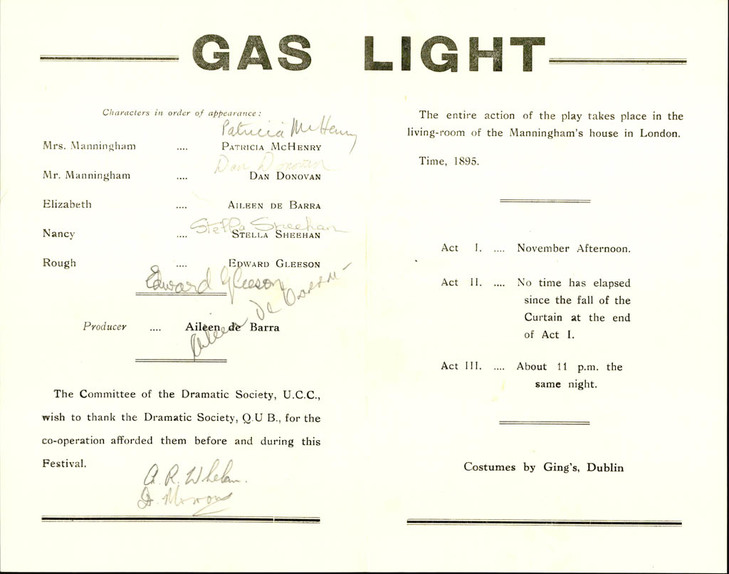 GAS LIGHT
Characters in order of appearance :
Patricia McHenry
Mrs. Manningham .... PATRICIA MCHENRY
Dan Donovan
Mr. Manningham .... DAN DONOVAN
Elizabeth .... AILEEN DE BARRA
Stella Sheehan
Nancy .... STELLA SHEEHAN
Rough .... EDWARD GLEESON
Edward Gleeson
Aileen de Barra
Producer .... Aileen de Barra
The Committee of the Dramatic Society, U.C.C.,
wish to thank the Dramatic Society, Q.U B., for the
co-operation afforded them before and during this
Festival.
A. R. Whelan.
The entire action of the play takes place in the
living-room of the Manningham's house in London.
Time, 1895.
Act I. .... November Afternoon.
Act II. .... No time has elapsed
since the fall of the
Curtain at the end
of Act I.
Act III. .... About 11 p.m. the
same night.
Costumes by Ging's, Dublin